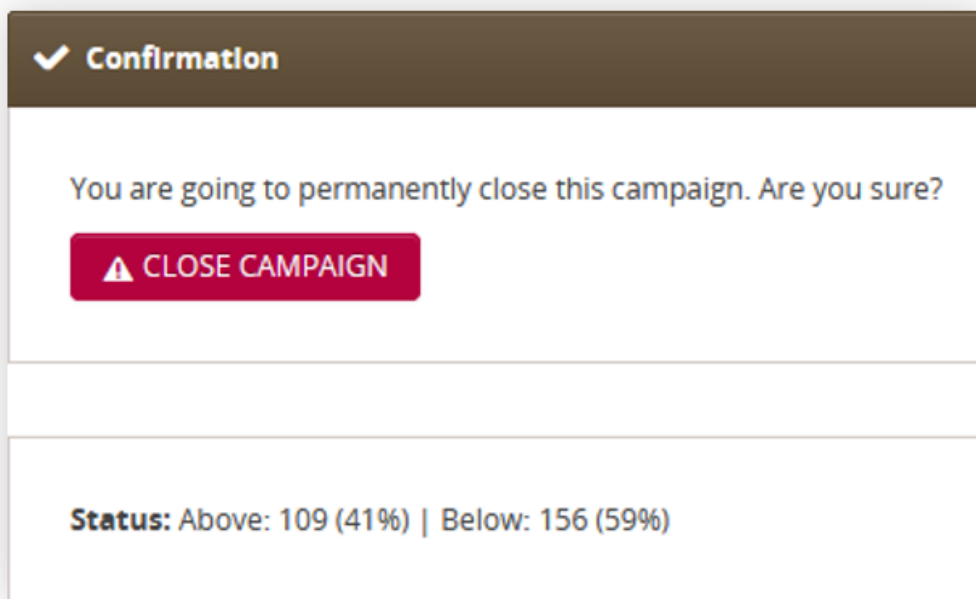 Confirmation
You are going to permanently close this campaign. Are you sure?
CLOSE CAMPAIGN
Status: Above: 109 (41%) | Below: 156 (59%)